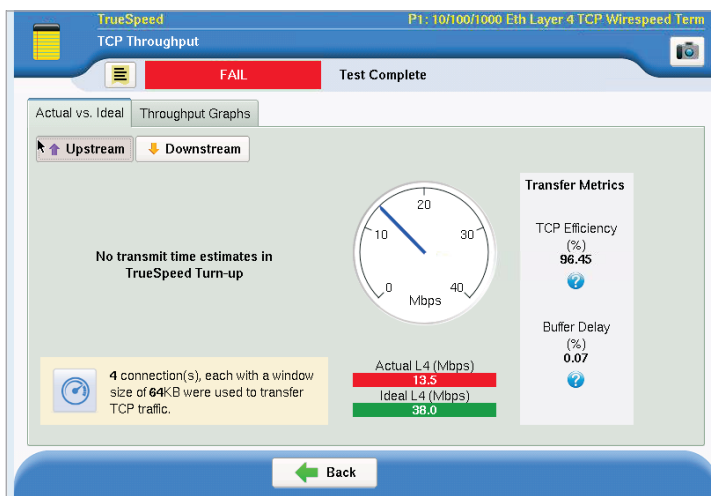 TrueSpeed
P1: 10/100/1000 Eth Layer 4 TCP Wirespeed Term
TCP Throughput
FAIL
Test Complete
Actual vs. Ideal
Throughput Graphs
Upstream
Downstream
No transmit time estimates in
TrueSpeed Turn-up
0
10
20
30
40
Mbps
Actual L4 (Mbps)
13.5
Ideal L4 (Mbps)
38.0
Transfer Metrics
TCP Efficiency
(%)
96.45
?
Buffer Delay
(%)
0.07
?
4 connection(s), each with a window
size of 64KB were used to transfer
TCP traffic.
Back